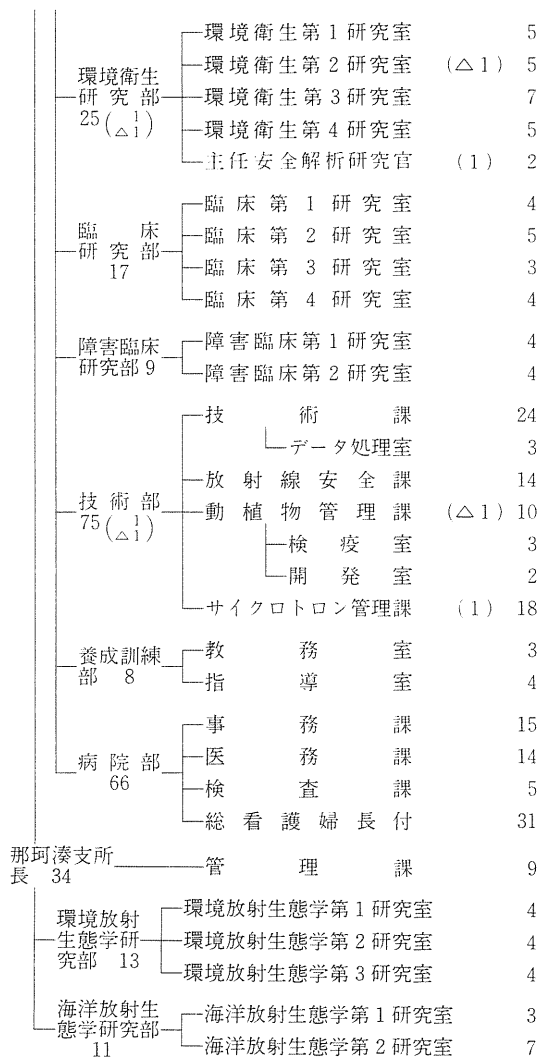 環境衛生第1研究室 5
環境衛生第2研究室 (△1) 5
環境衛生研究部 25 (1 △1)
環境衛生第3研究室 7
環境衛生第4研究室 5
主任安全解析研究官 (1) 2
臨床第1研究室 4
臨床研究部 17
臨床第2研究室 5
臨床第3研究室 3
臨床第4研究室 4
障害臨床研究部 9
障害臨床第1研究室 4
障害臨床第2研究室 4
技術課 24
データ処理室 3
放射線安全課 14
技術部 75 (1 △1)
動植物管理課 (△1) 10
検疫室 3
開発室 2
サイクロトロン管理課 (1) 18
養成訓練部 8
教務室 3
指導室 4
事務課 15
病院部 66
医務課 14
検査課 5
総看護婦長付 31
那珂湊支所長 34
管理課 9
環境放射生態学研究部 13
環境放射生態学第1研究室 4
環境放射生態学第2研究室 4
環境放射生態学第3研究室 4
海洋放射生態学研究部 11
海洋放射生態学第1研究室 3
海洋放射生態学第2研究室 7